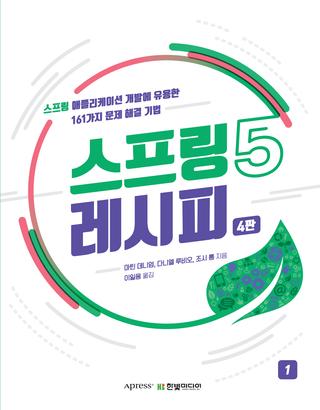 스프링 애플리케이션 개발에 유용한
161가지 문제 해결 기법
스프링5
레시피 4판
마틴 데니엄, 다니엘 루비오, 조시 롱 지음
이일웅 옮김
1
Apress® 한빛미디어